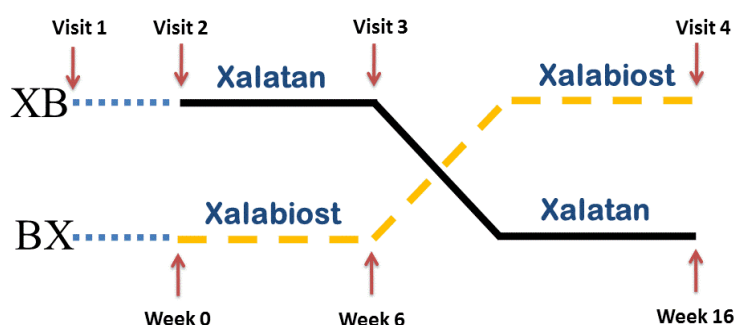 Visit 1 Visit 2 Visit 3 Visit 4
Xalatan Xalabiost
XB
Xalabiost Xalatan
BX
Week 0 Week 6 Week 16